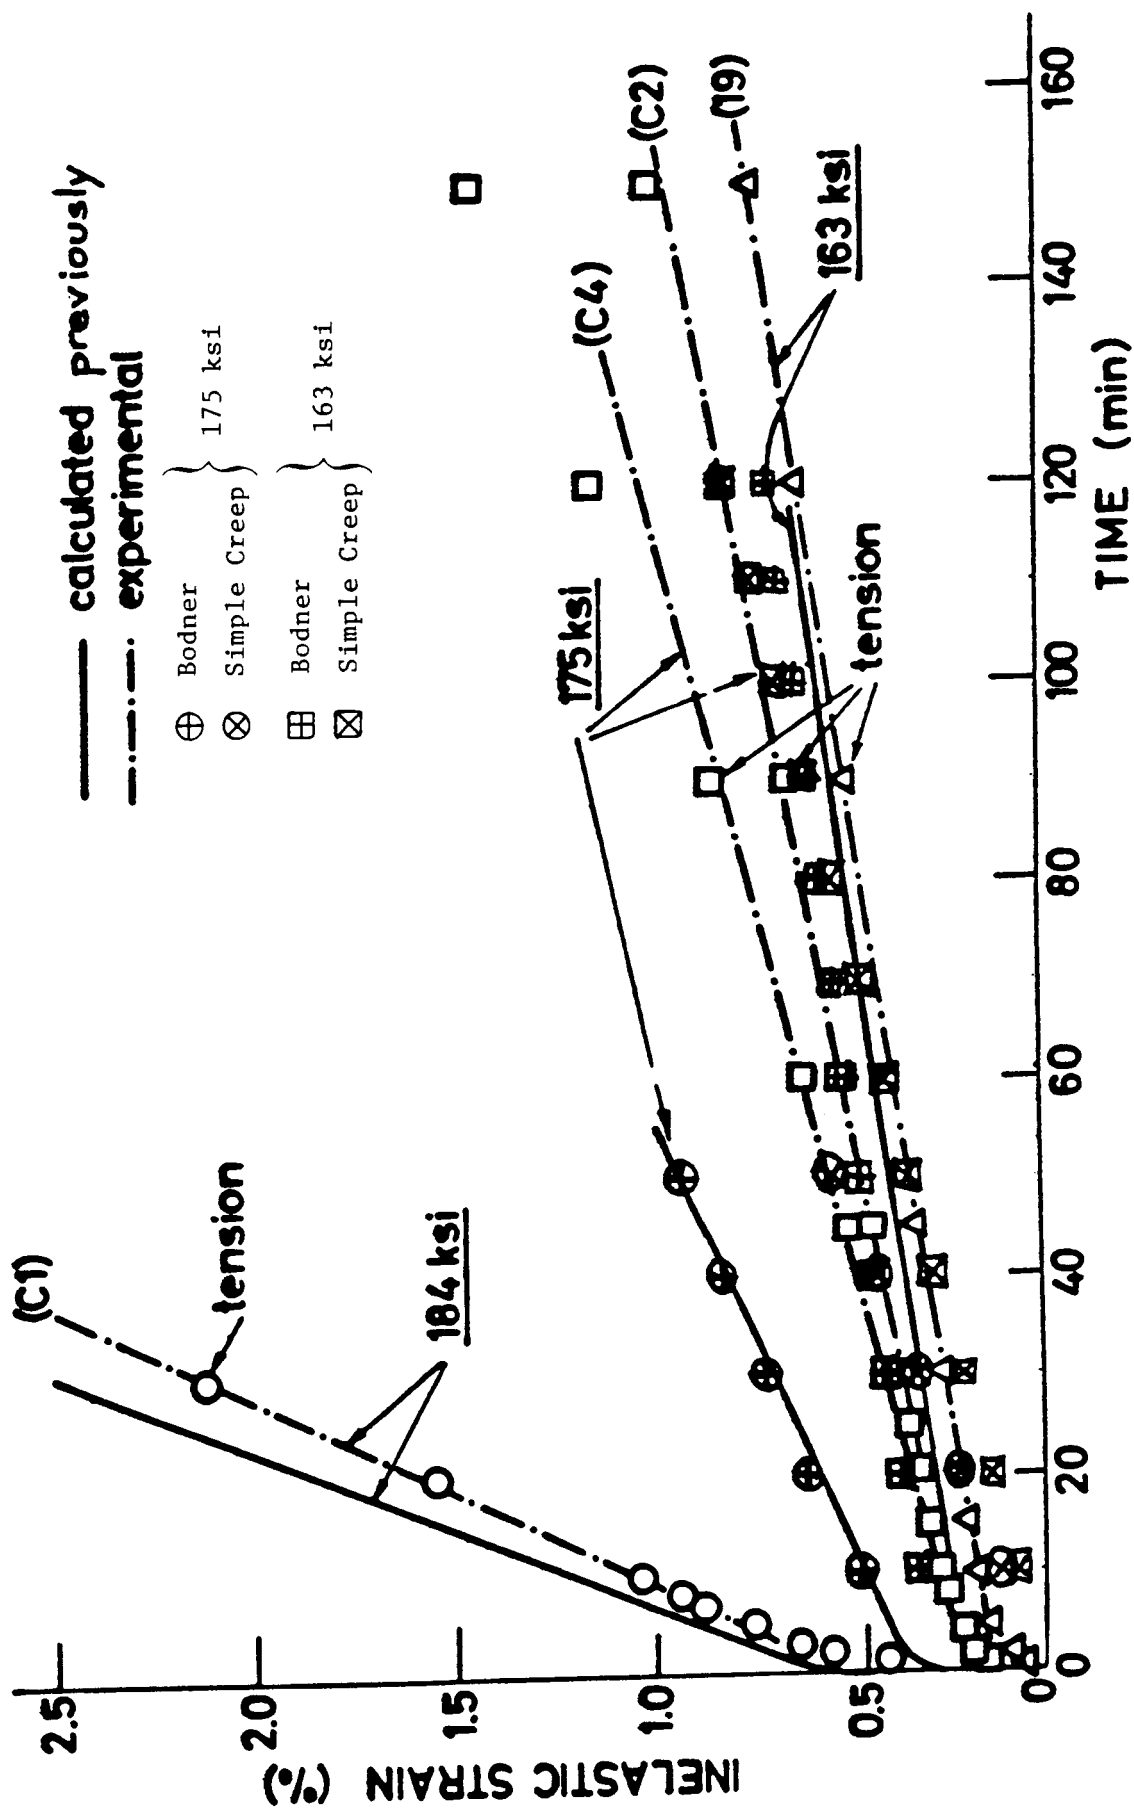 calculated previously
experimental
Bodner
Simple Creep
175 ksi
Bodner
Simple Creep
163 ksi
(C1)
tension
184 ksi
175 ksi
(C4)
(C2)
(19)
163 ksi
tension
2.5
2.0
1.5
1.0
0.5
0
INELASTIC STRAIN (%)
0
20
40
60
80
100
120
140
160
TIME (min)